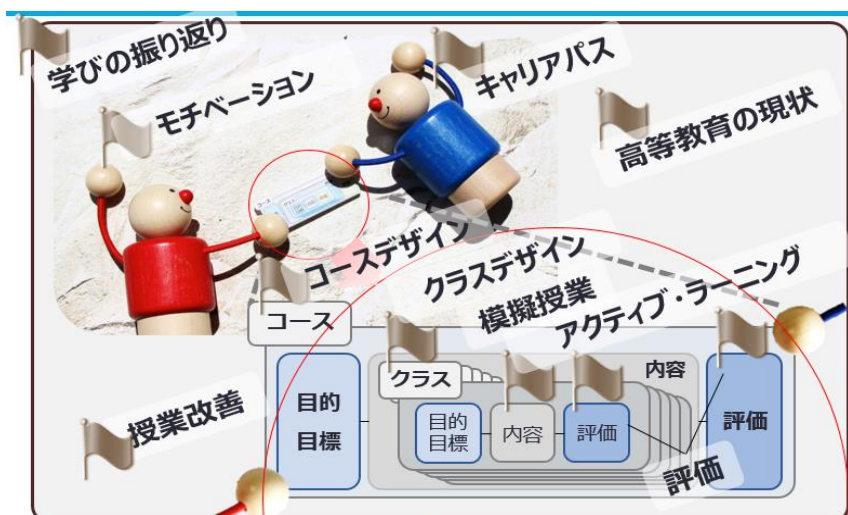 学びの振り返り
モチベーション
キャリアパス
高等教育の現状
コースデザイン
クラスデザイン
模擬授業
アクティブ・ラーニング
コース
クラス
内容
目的
目標
目的
目標
内容
評価
評価
授業改善
評価